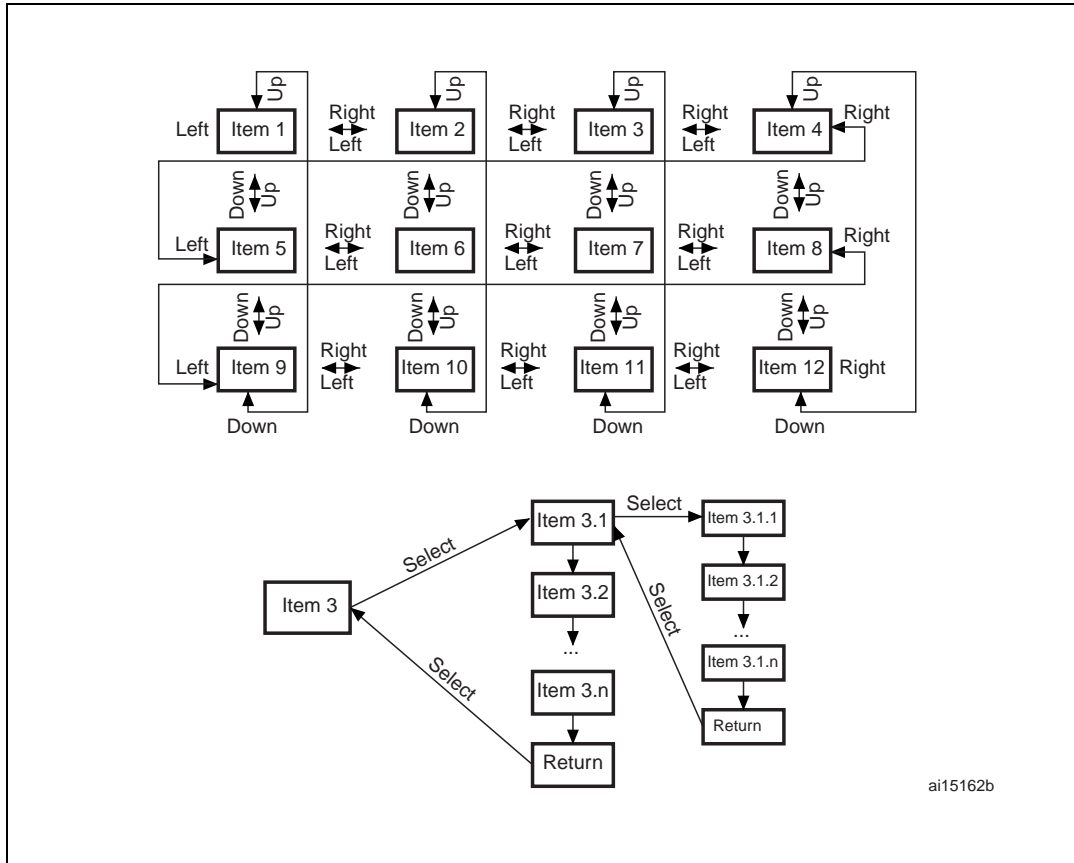 Up Up Up Up
Left Item 1 Right Left Item 2 Right Left Item 3 Right Left Item 4 Right
Down Up Down Up Down Up Down Up
Left Item 5 Right Left Item 6 Right Left Item 7 Right Left Item 8 Right
Down Up Down Up Down Up Down Up
Left Item 9 Right Left Item 10 Right Left Item 11 Right Left Item 12 Right
Down Down Down Down
Item 3
Select
Item 3.1
Item 3.2
...
Item 3.n
Return
Select
Select
Item 3.1.1
Item 3.1.2
...
Item 3.1.n
Return
Select
ai15162b